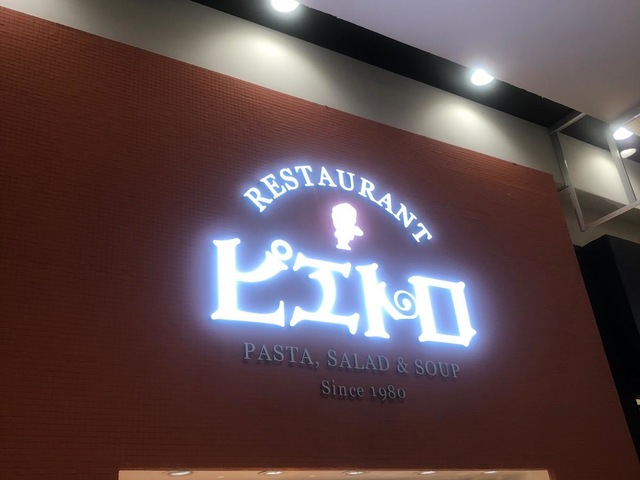 RESTAURANT
ピエトロ
PASTA, SALAD & SOUP
Since 1980